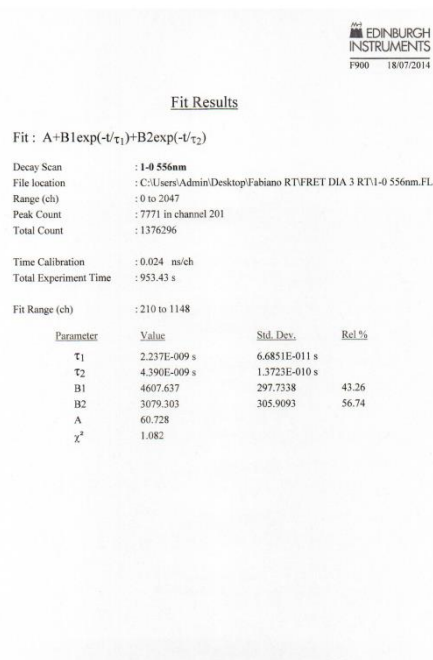 EDINBURGH
INSTRUMENTS
F900 18/07/2014
Fit Results
Fit : A+B1exp(-t/τ₁)+B2exp(-t/τ₂)
Decay Scan : 1-0 556nm
File location : C:\Users\Admin\Desktop\Fabiano RT\FRET DIA 3 RT\1-0 556nm.FL
Range (ch) : 0 to 2047
Peak Count : 7771 in channel 201
Total Count : 1376296
Time Calibration : 0.024 ns/ch
Total Experiment Time : 953.43 s
Fit Range (ch) : 210 to 1148
Parameter Value Std. Dev. Rel %
τ1 2.237E-009 s 6.6851E-011 s
τ2 4.390E-009 s 1.3723E-010 s
B1 4607.637 297.7338 43.26
B2 3079.303 305.9093 56.74
A 60.728
χ² 1.082